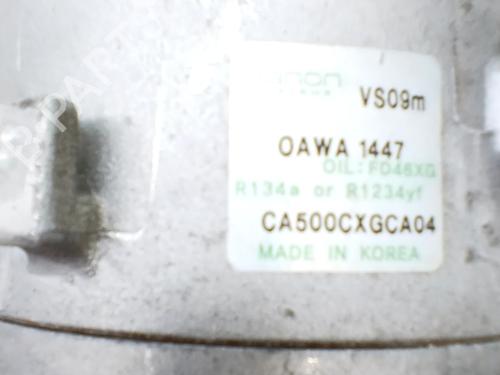 VS09m
OAWA 1447
OIL: FD46XG
R134a or R1234yf
CA500CXGCA04
MADE IN KOREA